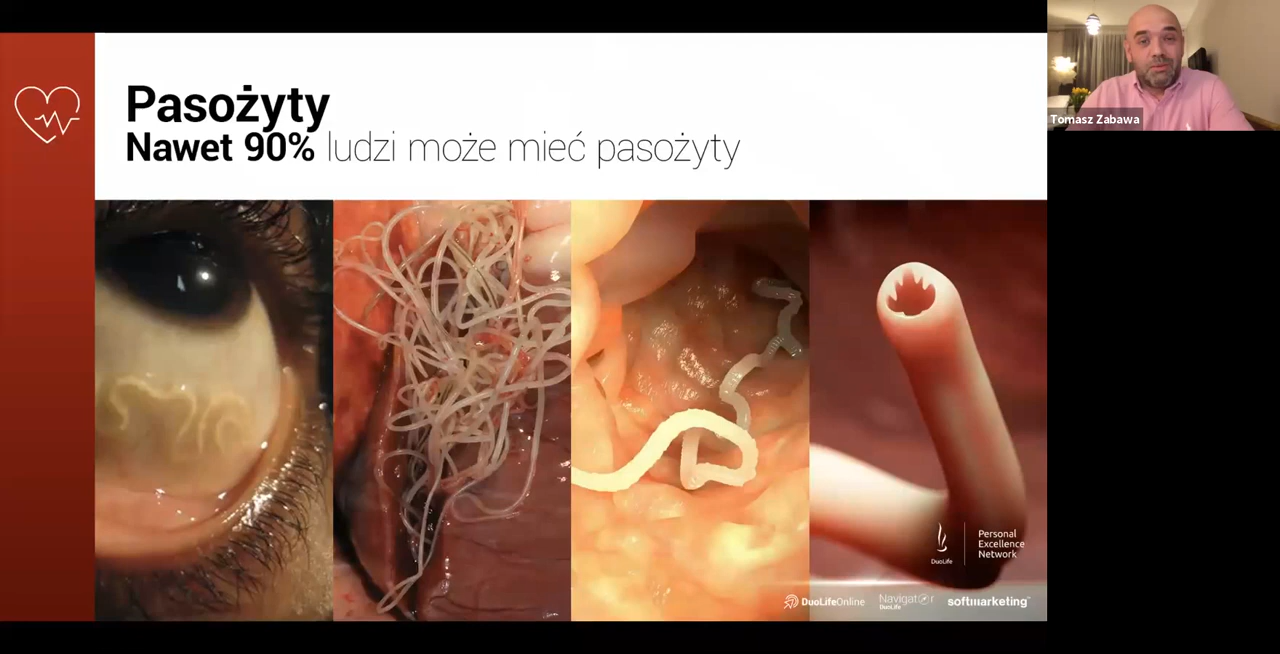 Pasożyty
Nawet 90% ludzi może mieć pasożyty
Tomasz Zabawa
DuoLife
Personal
Excellence
Network
DuoLifeOnline
Navigator
DuoLife
softmarketing